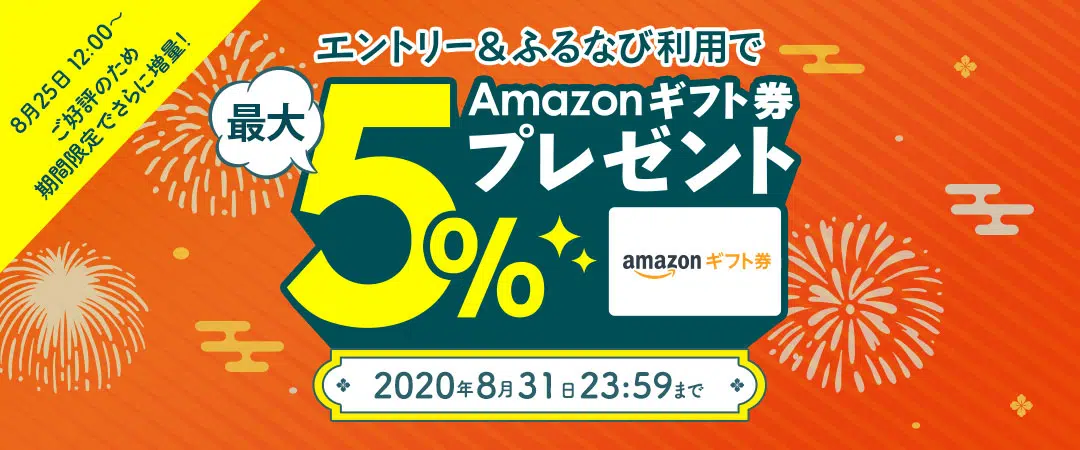 8月25日 12:00〜
ご好評のため
期間限定でさらに増量!
エントリー&ふるなび利用で
最大
5%
Amazonギフト券
プレゼント
amazon ギフト券
2020年8月31日23:59まで